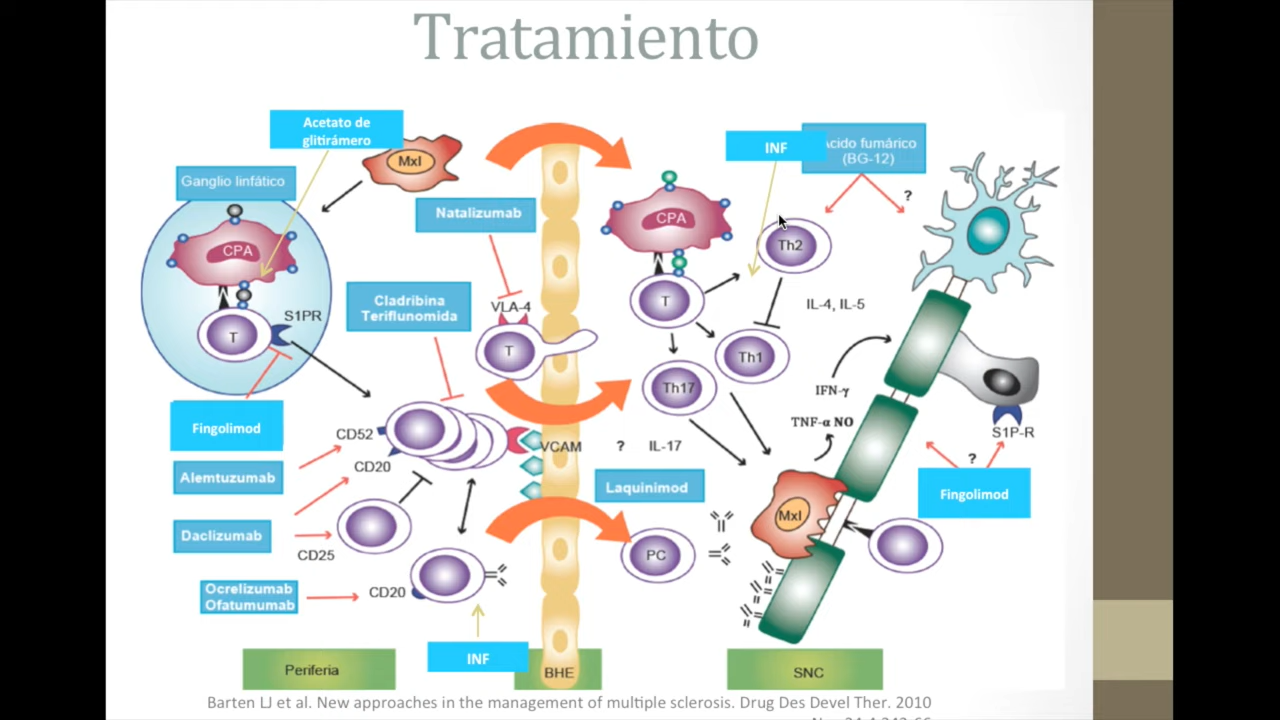 Tratamiento
Acetato de
glitirámero
MxI
Ganglio linfático
CPA
T
S1PR
Natalizumab
VLA-4
T
Cladribina
Teriflunomida
Fingolimod
CD52
CD20
Alemtuzumab
Daclizumab
CD25
Ocrelizumab
Ofatumumab
CD20
INF
Periferia
BHE
VCAM
INF
Ácido fumárico
(BG-12)
?
CPA
T
Th2
IL-4, IL-5
Th1
Th17
IFN-γ
TNF-α NO
? IL-17
Laquinimod
PC
MxI
S1P-R
?
Fingolimod
SNC
Barten LJ et al. New approaches in the management of multiple sclerosis. Drug Des Devel Ther. 2010